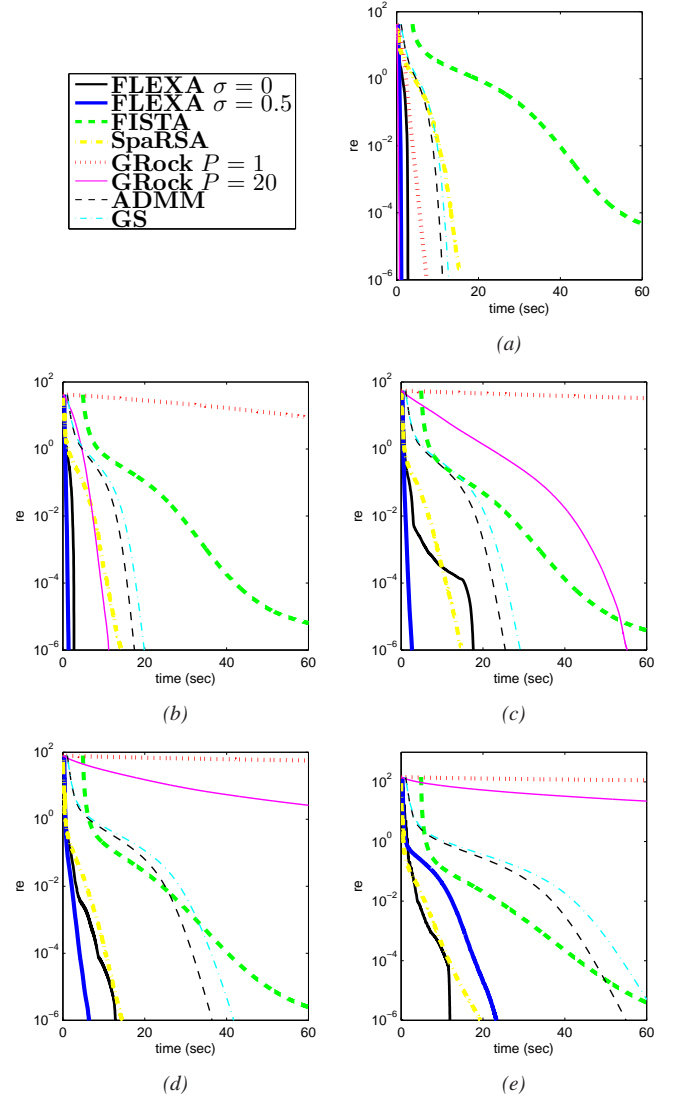 FLEXA σ = 0
FLEXA σ = 0.5
FISTA
SpaRSA
GRock P = 1
GRock P = 20
ADMM
GS
10^2
10^0
10^-2
10^-4
10^-6
re
0 20 40 60
time (sec)
(a)
10^2
10^0
10^-2
10^-4
10^-6
re
0 20 40 60
time (sec)
(b)
10^2
10^0
10^-2
10^-4
10^-6
re
0 20 40 60
time (sec)
(c)
10^2
10^0
10^-2
10^-4
10^-6
re
0 20 40 60
time (sec)
(d)
10^2
10^0
10^-2
10^-4
10^-6
re
0 20 40 60
time (sec)
(e)